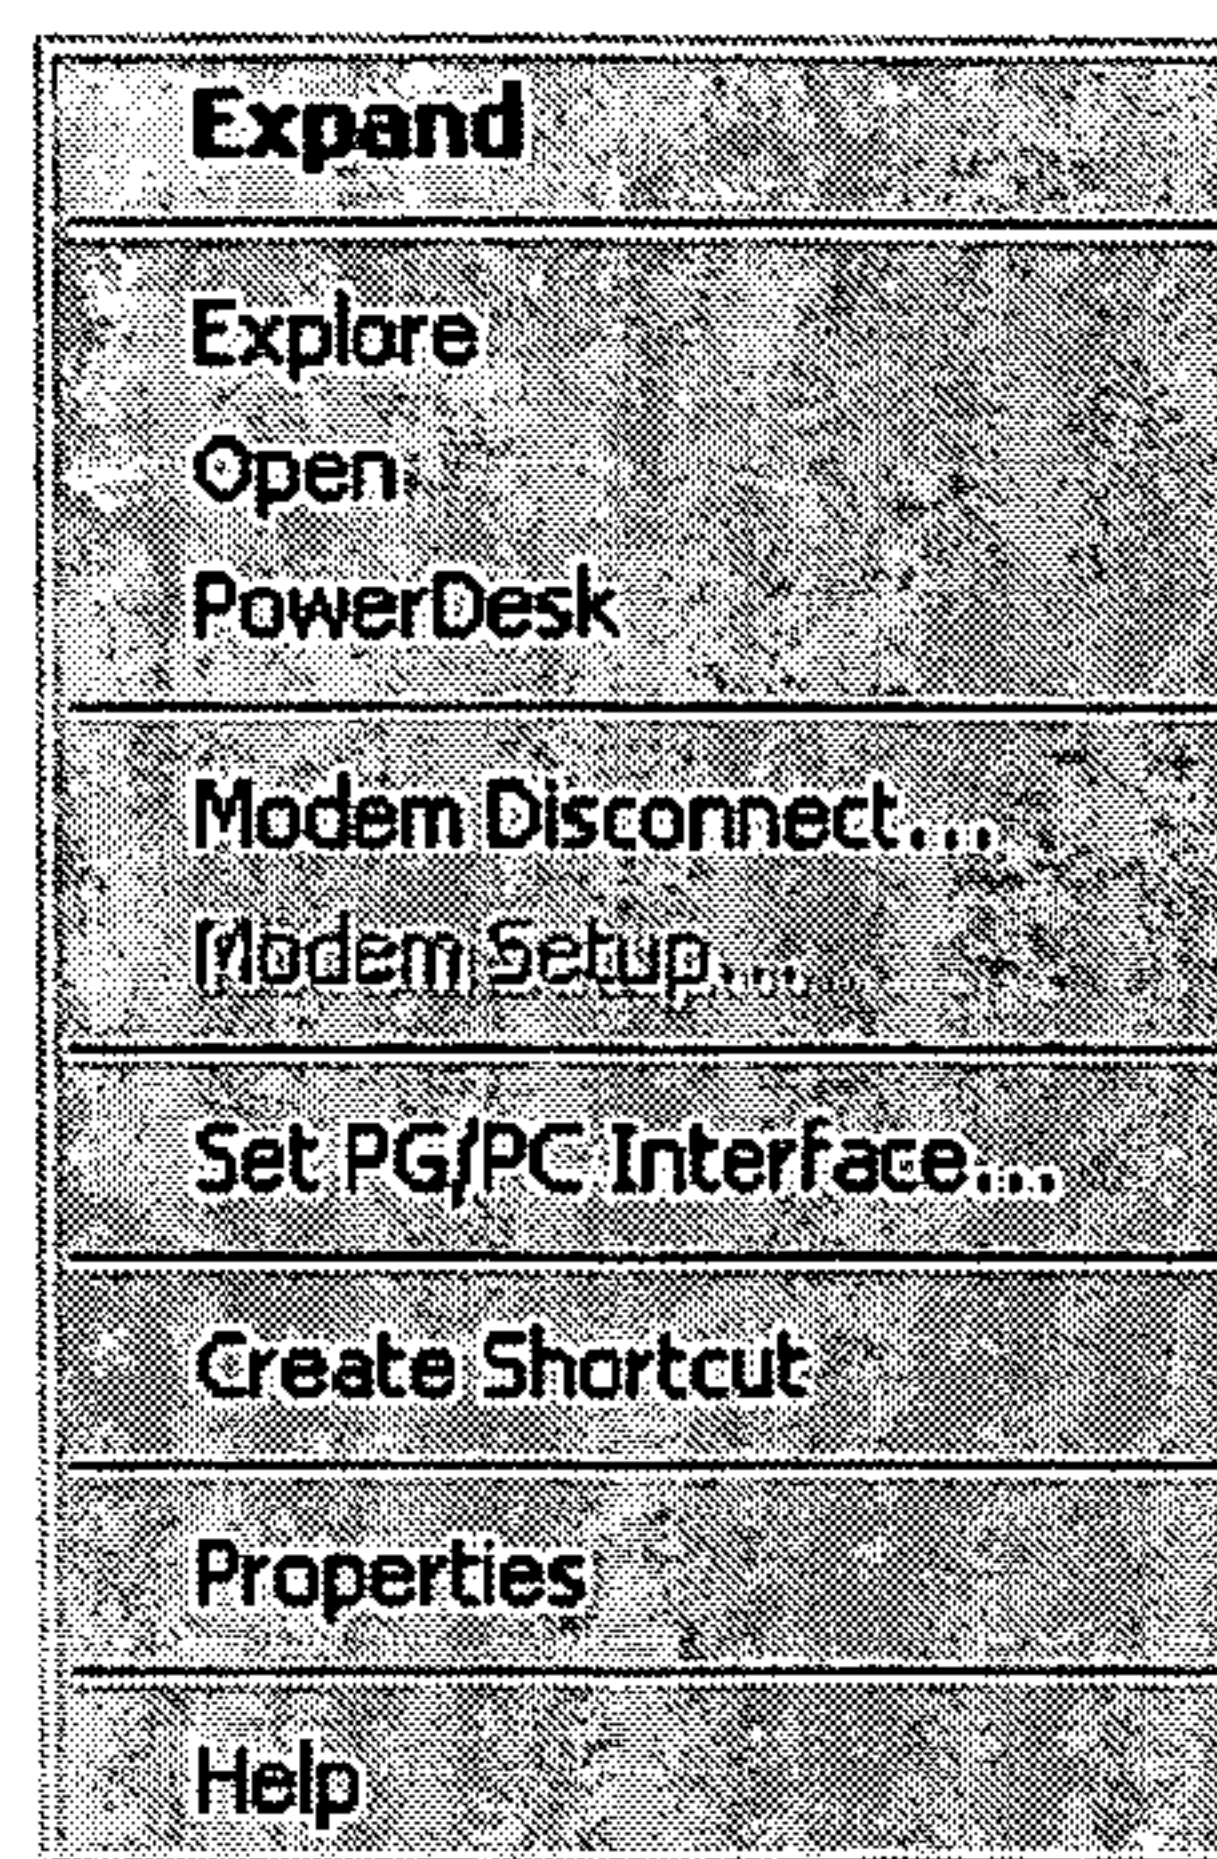 Expand
Explore
Open
PowerDesk
Modem Disconnect...
Modem Setup...
Set PG/PC Interface...
Create Shortcut
Properties
Help